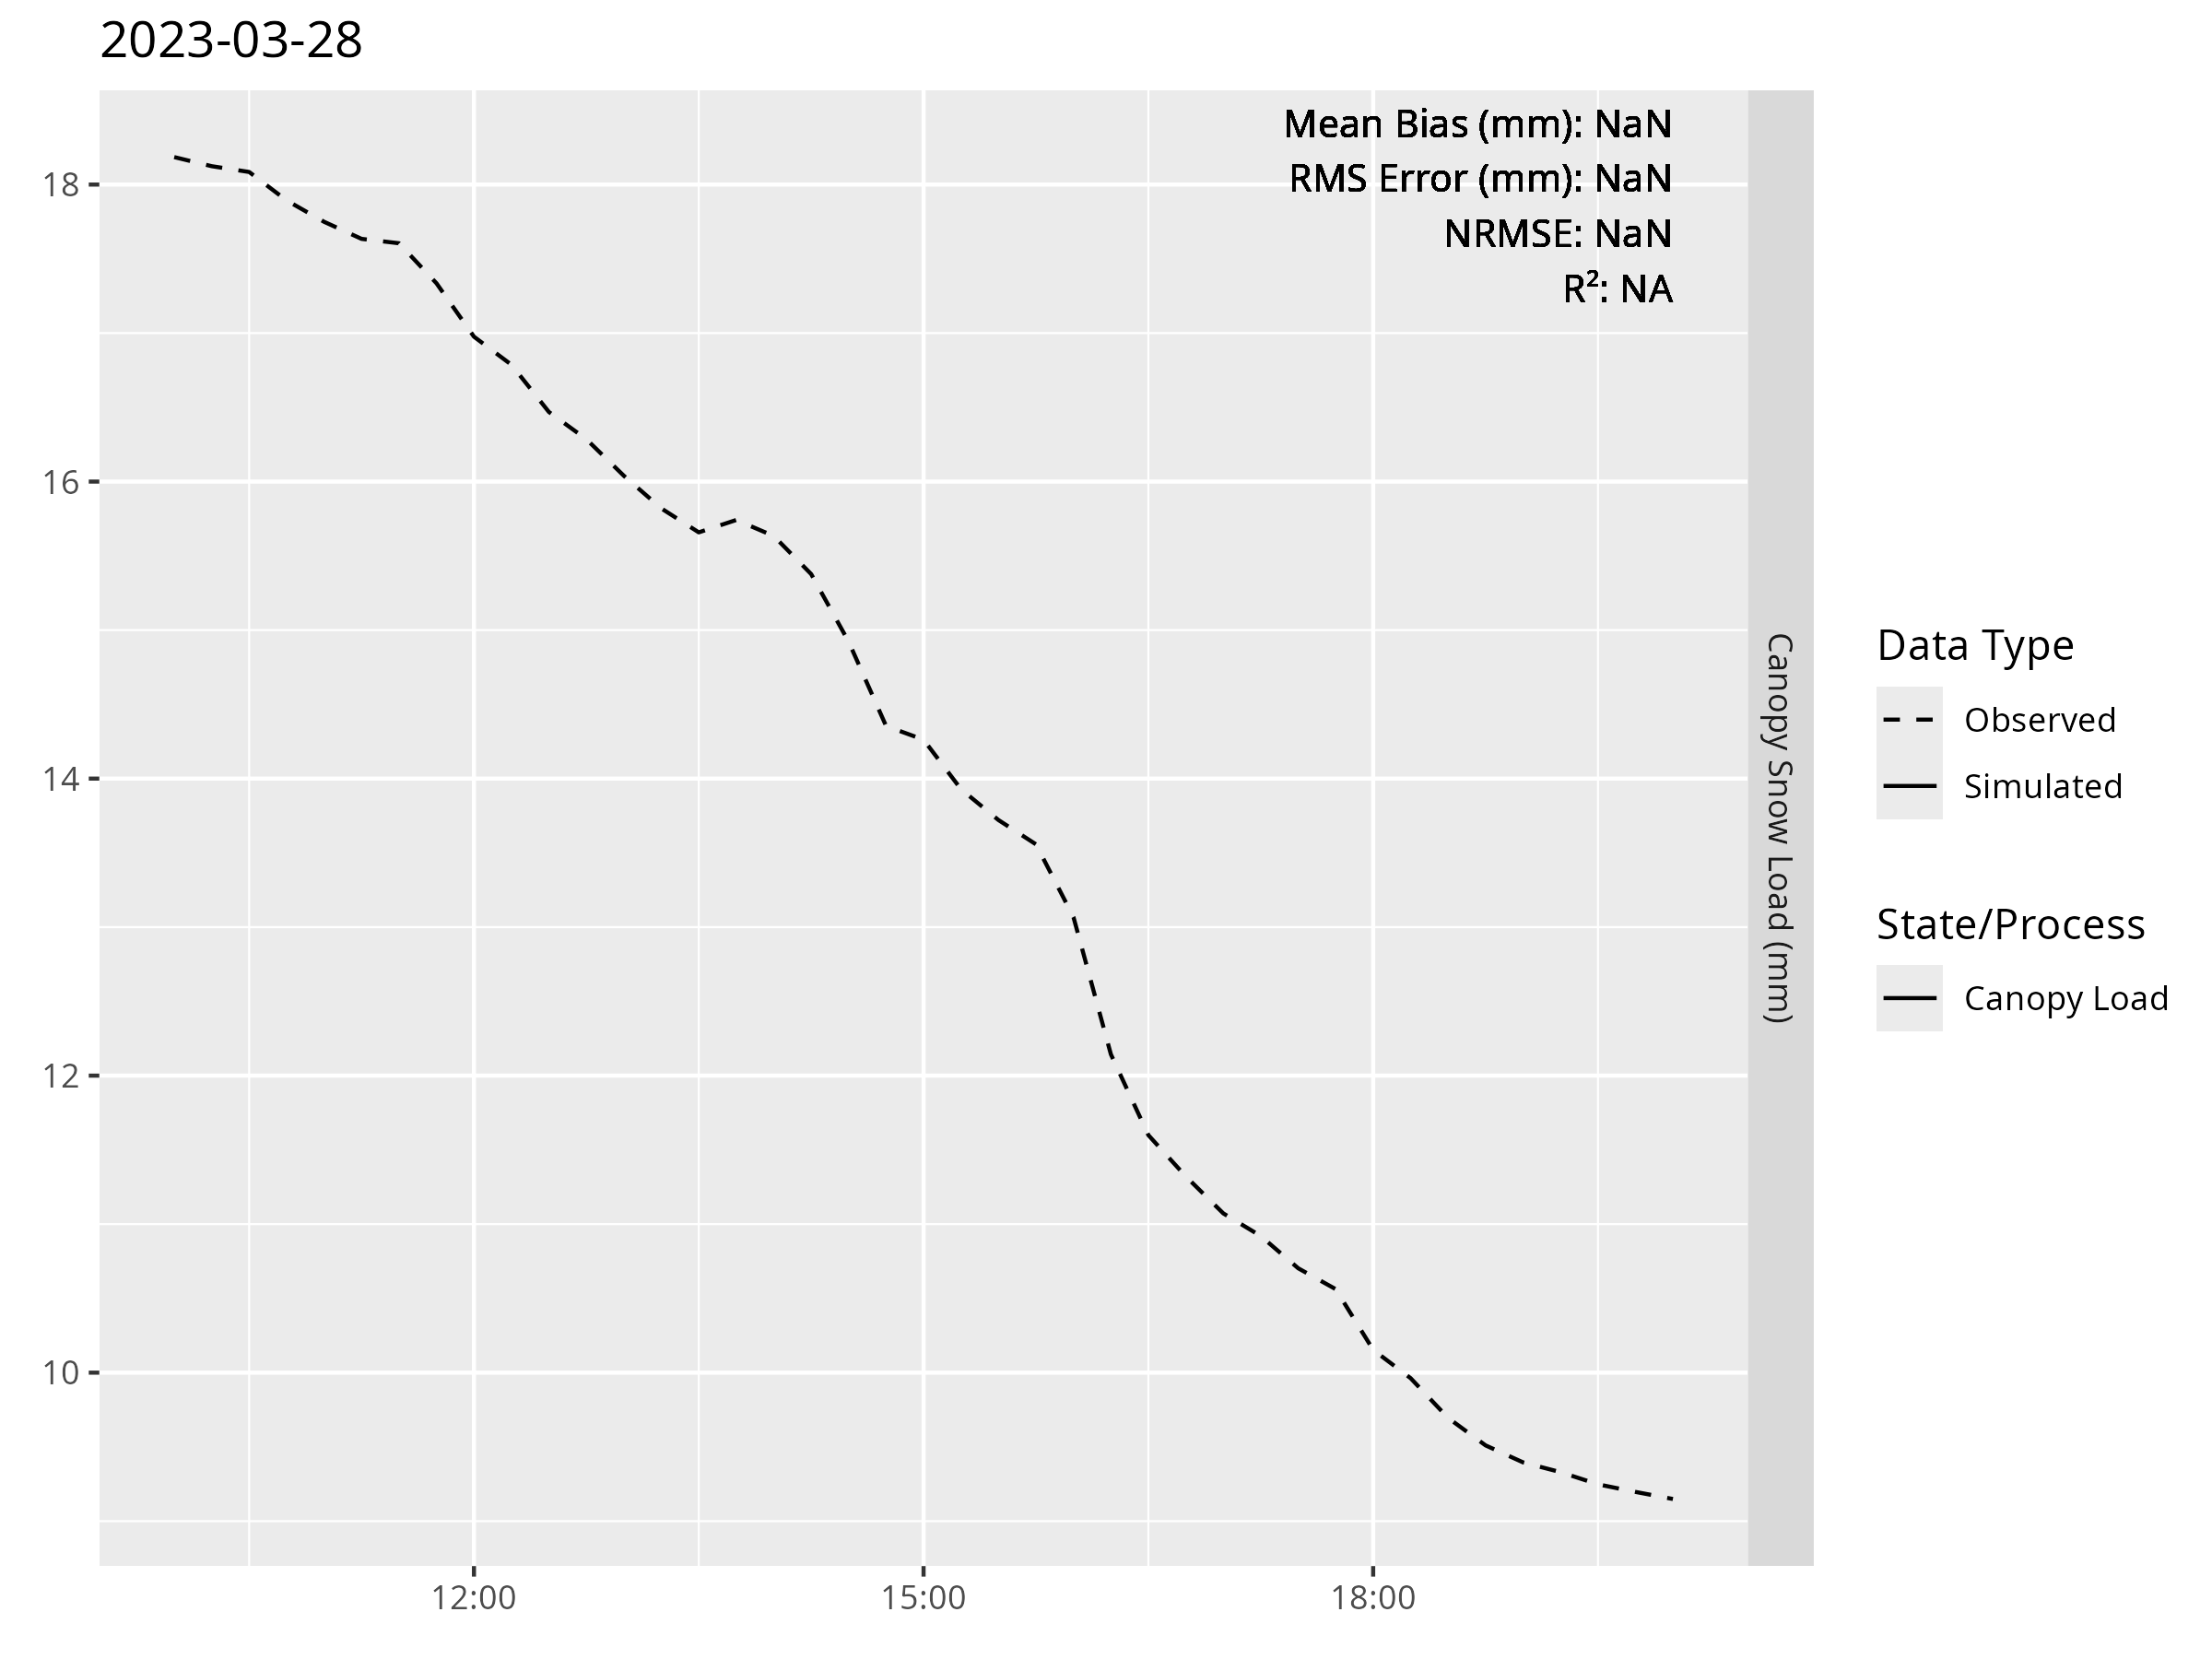 2023-03-28
Mean Bias (mm): NaN
RMS Error (mm): NaN
NRMSE: NaN
R²: NA
18
16
14
12
10
12:00
15:00
18:00
Canopy Snow Load (mm)
Data Type
Observed
Simulated
State/Process
Canopy Load